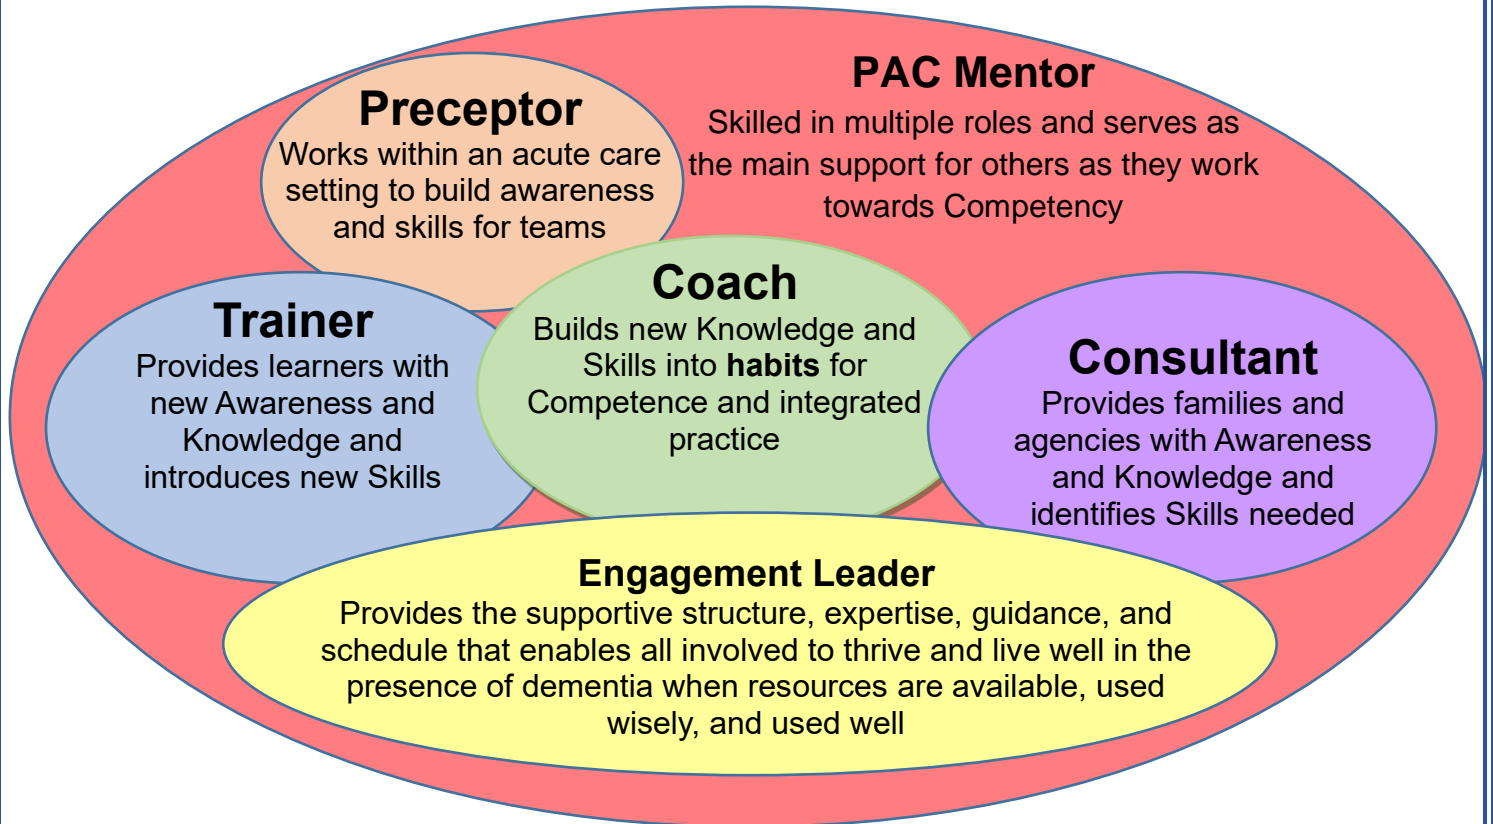 PAC Mentor
Skilled in multiple roles and serves as
the main support for others as they work
towards Competency
Preceptor
Works within an acute care
setting to build awareness
and skills for teams
Coach
Builds new Knowledge and
Skills into habits for
Competence and integrated
practice
Trainer
Provides learners with
new Awareness and
Knowledge and
introduces new Skills
Consultant
Provides families and
agencies with Awareness
and Knowledge and
identifies Skills needed
Engagement Leader
Provides the supportive structure, expertise, guidance, and
schedule that enables all involved to thrive and live well in the
presence of dementia when resources are available, used
wisely, and used well